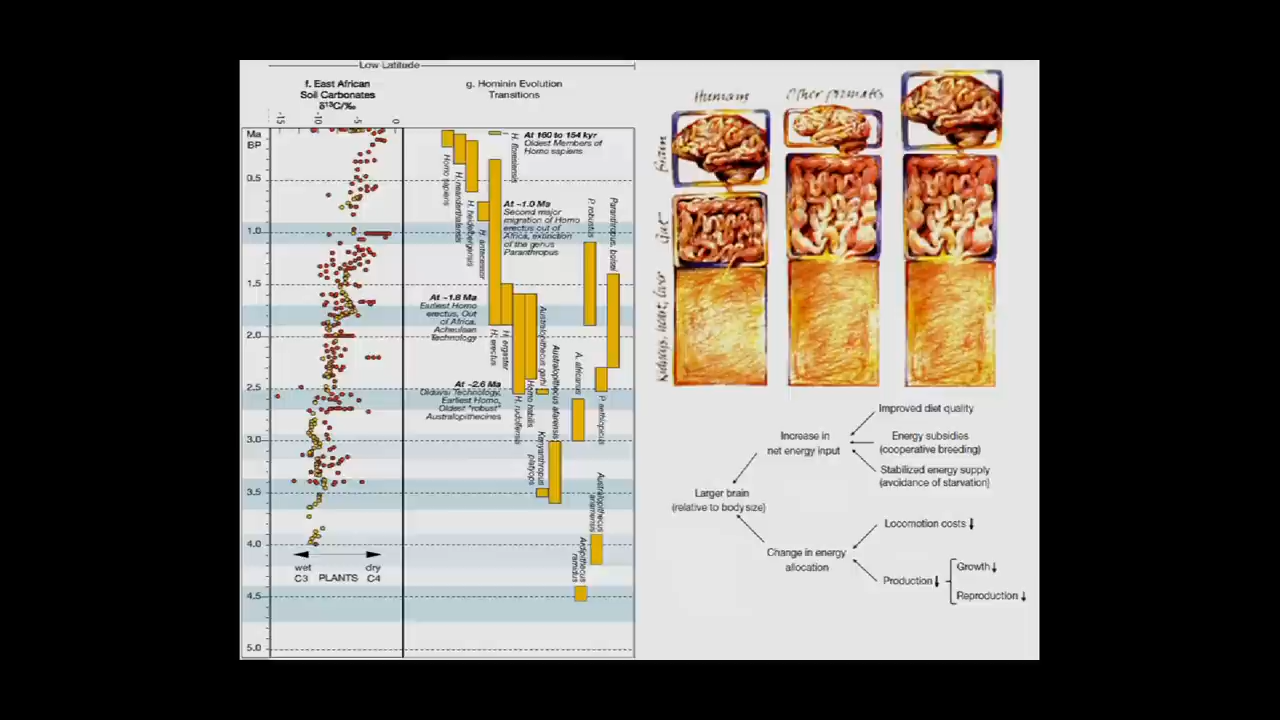 Low Latitude
f. East African
Soil Carbonates
δ¹³C/‰
-15
-10
-5
0
g. Hominin Evolution
Transitions
Ma
BP
0.5
1.0
1.5
2.0
2.5
3.0
3.5
4.0
4.5
5.0
wet
C3
PLANTS
dry
C4
At 160 to 154 kyr
Oldest Members of
Homo sapiens
At ~1.0 Ma
Second major
migration of Homo
erectus out of
Africa, extinction
of the genus
Paranthropus
At ~1.8 Ma
Earliest Homo
erectus, Out
of Africa,
Acheulean
Technology
At ~2.6 Ma
Earliest Homo,
Oldest "robust"
Australopithecines
Homo sapiens
H. neanderthalensis
H. heidelbergensis
H. antecessor
H. erectus
H. floresiensis
H. ergaster
H. rudolfensis
Homo habilis
Australopithecus garhi
Australopithecus afarensis
Kenyanthropus
platyops
A. africanus
P. robustus
Paranthropus boisei
P. aethiopicus
Australopithecus
anamensis
Ardipithecus
ramidus
Humans
Other primates
Brain
Gut
Kidneys, heart, liver
Improved diet quality
Increase in
net energy input
Energy subsidies
(cooperative breeding)
Stabilized energy supply
(avoidance of starvation)
Larger brain
(relative to body size)
Locomotion costs ↓
Change in energy
allocation
Production ↓
Growth ↓
Reproduction ↓